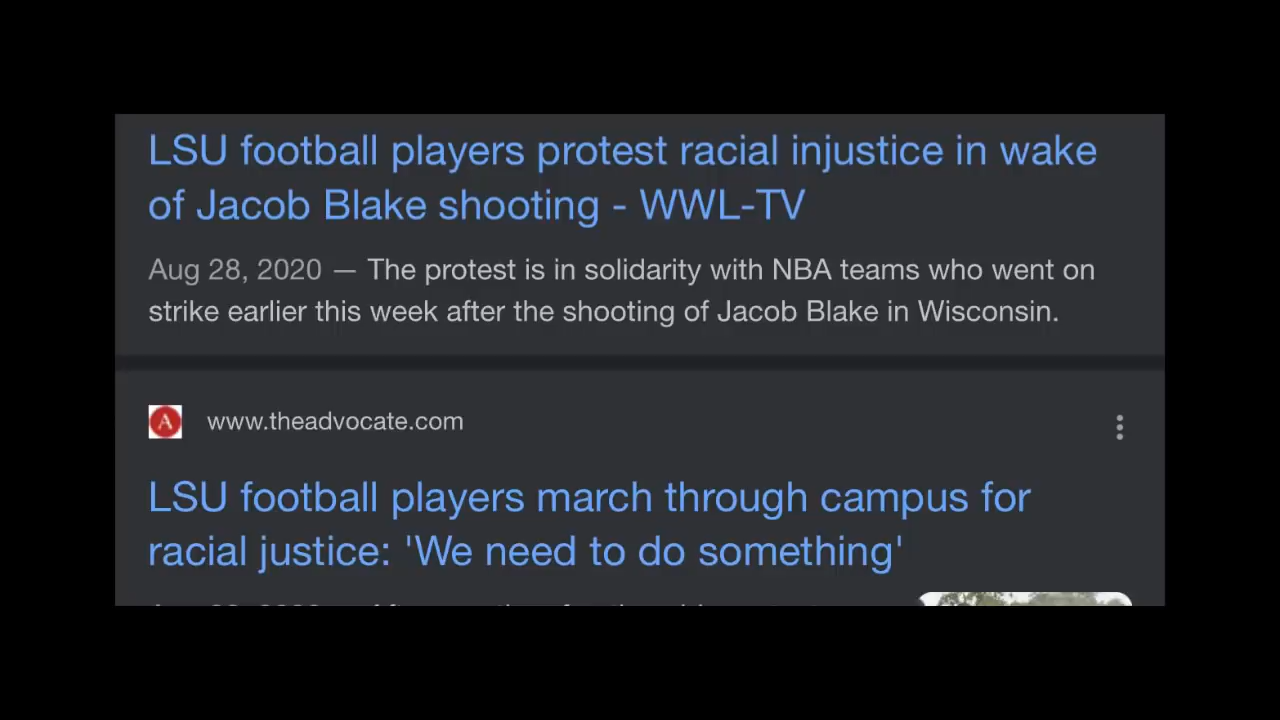 LSU football players protest racial injustice in wake
of Jacob Blake shooting - WWL-TV
Aug 28, 2020 — The protest is in solidarity with NBA teams who went on
strike earlier this week after the shooting of Jacob Blake in Wisconsin.
A
www.theadvocate.com
LSU football players march through campus for
racial justice: 'We need to do something'